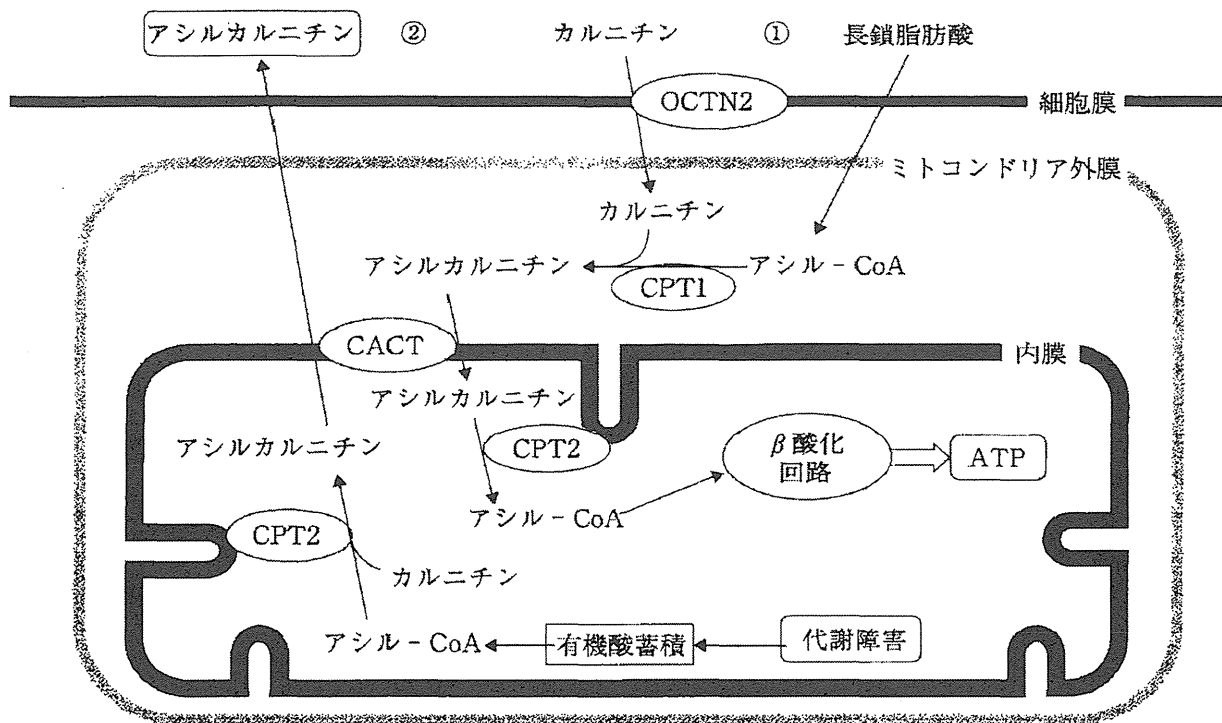 アシルカルニチン
②
カルニチン
①
長鎖脂肪酸
OCTN2
細胞膜
ミトコンドリア外膜
カルニチン
アシルカルニチン
アシル－CoA
CPT1
CACT
内膜
アシルカルニチン
アシルカルニチン
CPT2
β酸化
回路
ATP
アシル－CoA
CPT2
カルニチン
アシル－CoA
有機酸蓄積
代謝障害